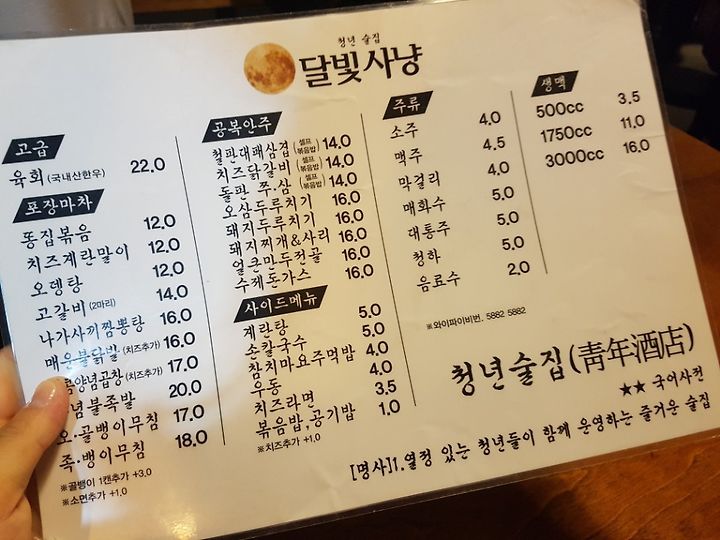 청년 술집
달빛사냥
고급
육회 (국내산한우) 22.0
포장마차
똥집볶음 12.0
치즈계란말이 12.0
오뎅탕 12.0
고갈비 (2마리) 14.0
나가사끼짬뽕탕 16.0
매운불닭발 (치즈추가) 16.0
양념곱창 (치즈추가) 17.0
념불족발 20.0
오·골뱅이무침 17.0
족·뱅이무침 18.0
※골뱅이 1캔추가 +3.0
※소면추가 +1.0
공복안주
철판대패삼겹 (셀프볶음밥) 14.0
치즈닭갈비 (셀프볶음밥) 14.0
돌판 쭈·삼 (셀프볶음밥) 14.0
오삼두루치기 16.0
돼지두루치기 16.0
돼지찌개&사리 16.0
얼큰만두전골 16.0
수제돈가스 16.0
사이드메뉴
계란탕 5.0
손칼국수 5.0
참치마요주먹밥 4.0
우동 4.0
치즈라면 3.5
볶음밥,공기밥 1.0
※치즈추가 +1.0
주류
소주 4.0
맥주 4.5
막걸리 4.0
매화수 5.0
대통주 5.0
청하 5.0
음료수 2.0
※와이파이비번. 5882 5882
생맥
500cc 3.5
1750cc 11.0
3000cc 16.0
청년술집(靑年酒店)
★★ 국어사전
[명사]1.열정 있는 청년들이 함께 운영하는 즐거운 술집